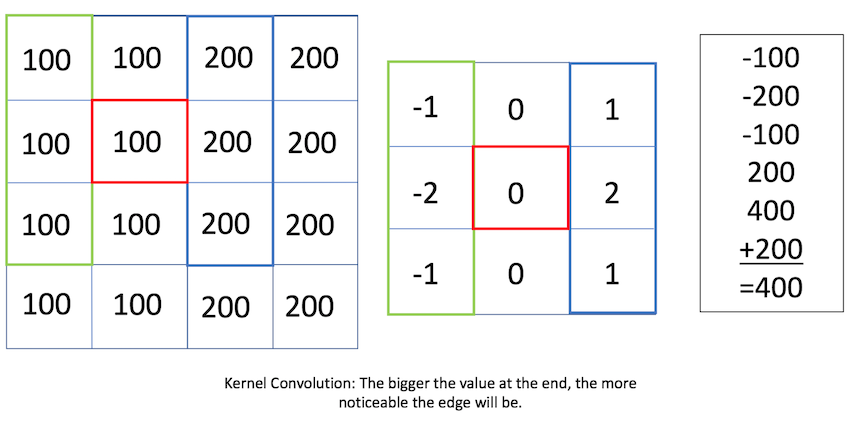 100 100 200 200
100 100 200 200
100 100 200 200
100 100 200 200
-1 0 1
-2 0 2
-1 0 1
-100
-200
-100
200
400
+200
=400
Kernel Convolution: The bigger the value at the end, the more
noticeable the edge will be.